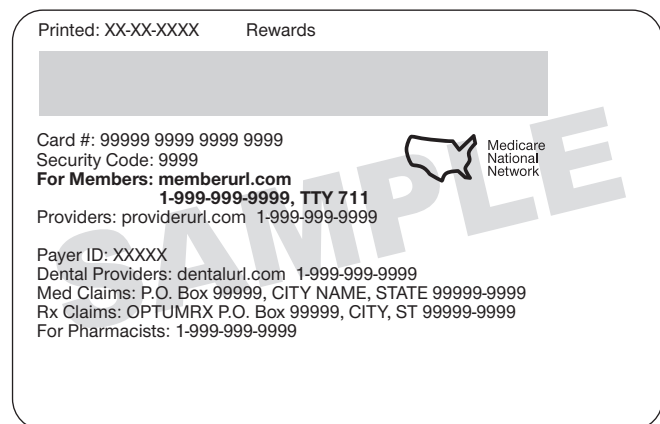 Printed: XX-XX-XXXX Rewards
Card #: 99999 9999 9999 9999
Security Code: 9999
Medicare
National
Network
For Members: memberurl.com
1-999-999-9999, TTY 711
Providers: providerurl.com 1-999-999-9999
Payer ID: XXXXX
Dental Providers: dentalurl.com 1-999-999-9999
Med Claims: P.O. Box 99999, CITY NAME, STATE 99999-9999
Rx Claims: OPTUMRX P.O. Box 99999, CITY, ST 99999-9999
For Pharmacists: 1-999-999-9999
SAMPLE